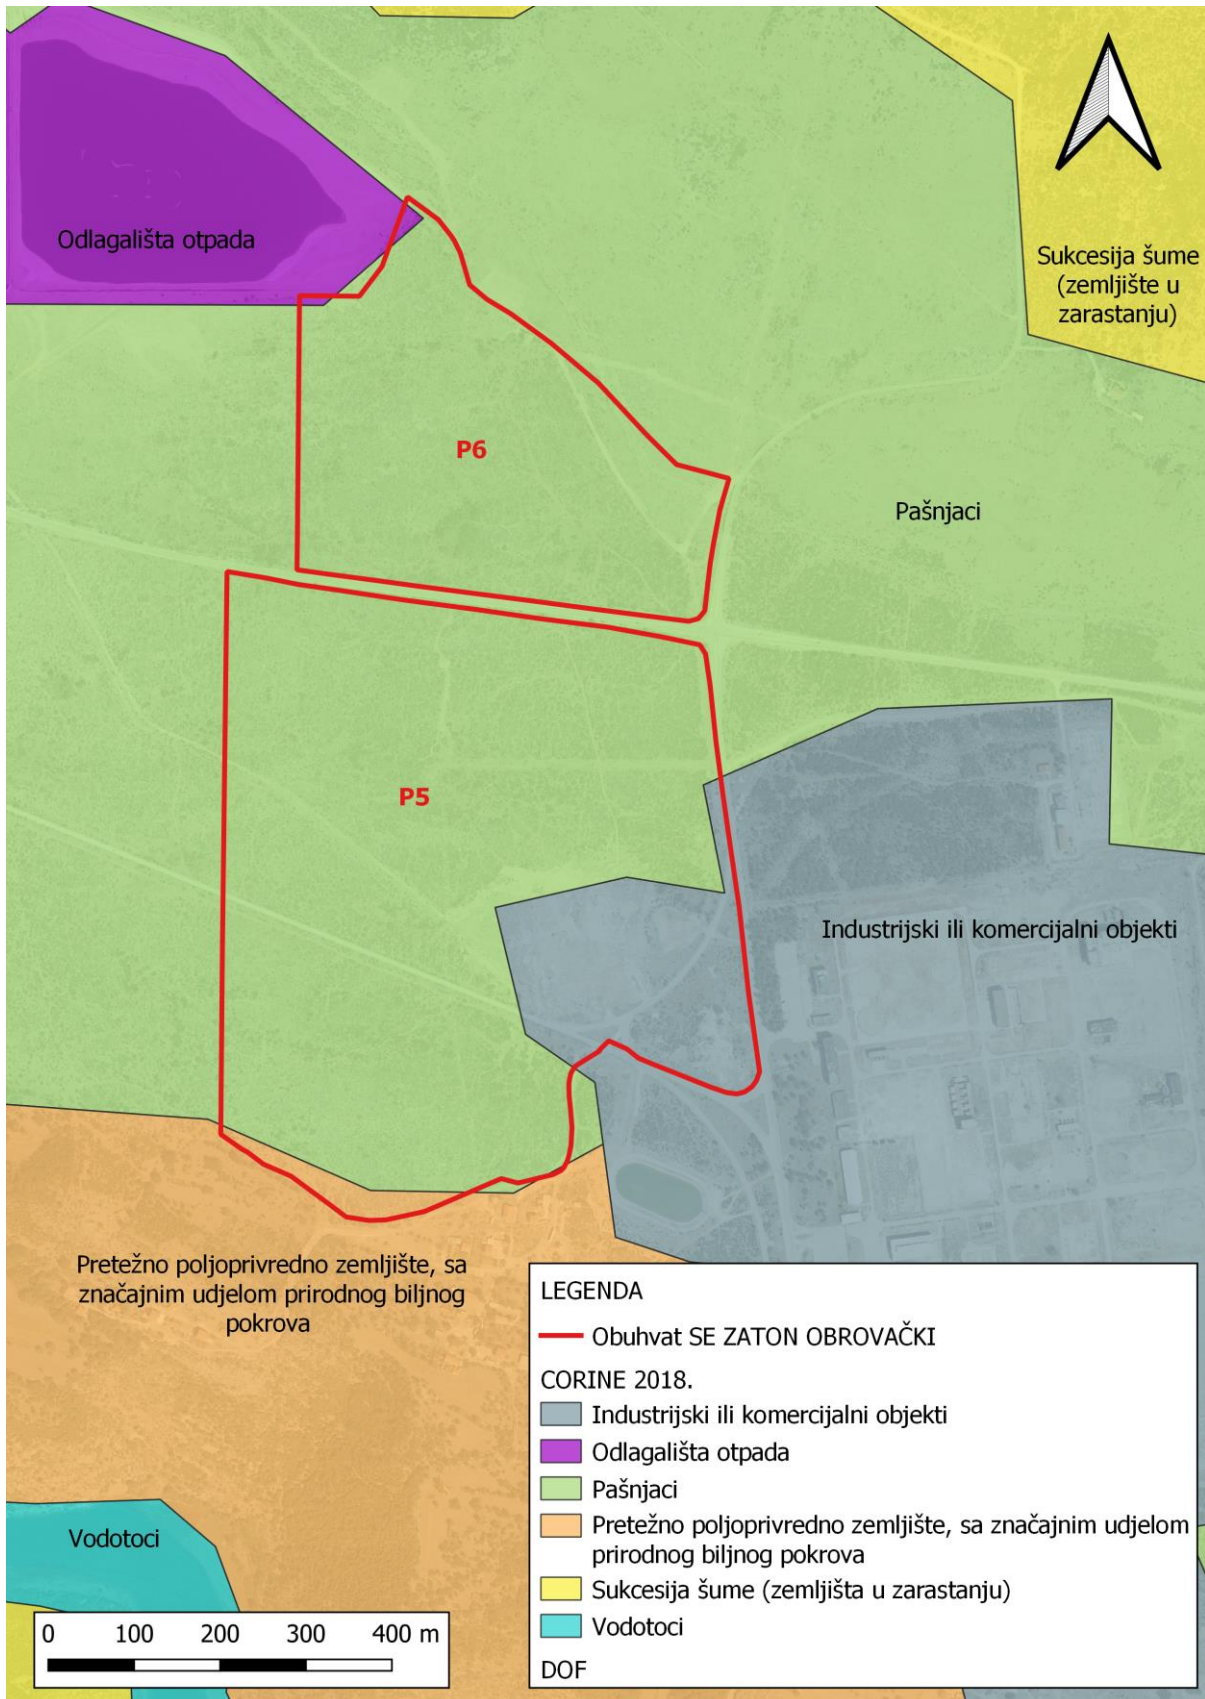 Odlagališta otpada
Sukcesija šume
(zemljište u
zarastanju)
P6
Pašnjaci
P5
Industrijski ili komercijalni objekti
Pretežno poljoprivredno zemljište, sa
značajnim udjelom prirodnog biljnog
pokrova
Vodotoci
0 100 200 300 400 m
LEGENDA
Obuhvat SE ZATON OBROVAČKI
CORINE 2018.
Industrijski ili komercijalni objekti
Odlagališta otpada
Pašnjaci
Pretežno poljoprivredno zemljište, sa značajnim udjelom
prirodnog biljnog pokrova
Sukcesija šume (zemljišta u zarastanju)
Vodotoci
DOF